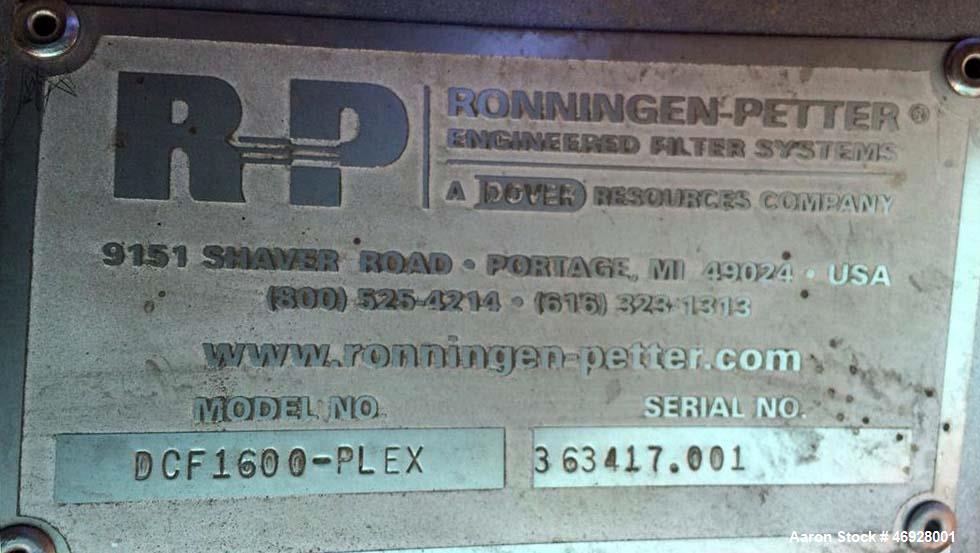 R-P
RONNINGEN-PETTER®
ENGINEERED FILTER SYSTEMS
A DOVER RESOURCES COMPANY
9151 SHAVER ROAD • PORTAGE, MI 49024 • USA
(800) 525-4214 • (616) 323-1313
www.ronningen-petter.com
MODEL NO. SERIAL NO.
DCF1600-PLEX 363417.001
Aaron Stock # 46928001